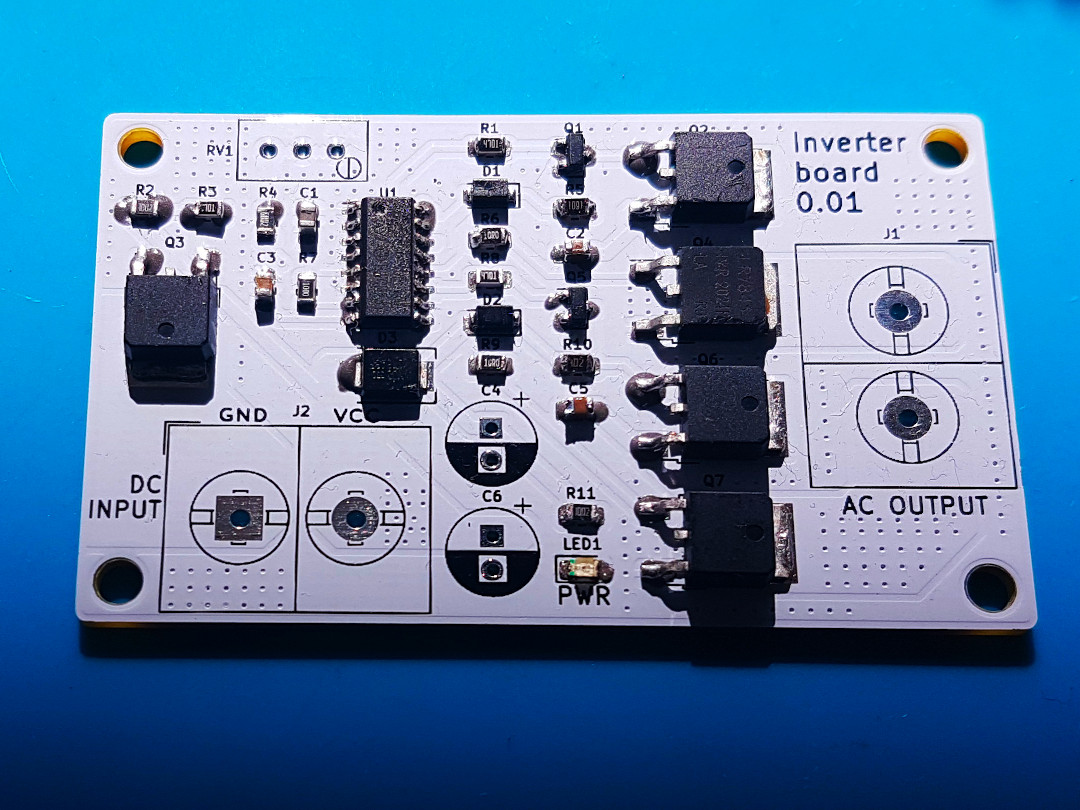 Inverter
board
0.01
RV1
R1
Q1
Q2
R2
R3
R4
C1
U1
D1
R5
Q3
R6
C2
Q4
J1
C3
R7
R8
Q5
D2
D3
R9
R10
Q6
C4
+
C5
GND
J2
VCC
DC
INPUT
C6
+
R11
Q7
AC OUTPUT
LED1
PWR